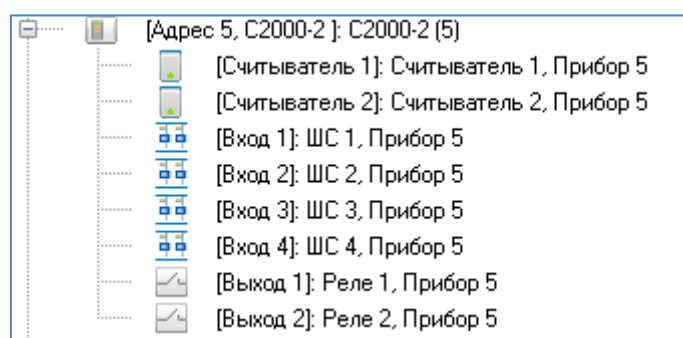 [Адрес 5, С2000-2 ]: С2000-2 (5)
[Считыватель 1]: Считыватель 1, Прибор 5
[Считыватель 2]: Считыватель 2, Прибор 5
[Вход 1]: ШС 1, Прибор 5
[Вход 2]: ШС 2, Прибор 5
[Вход 3]: ШС 3, Прибор 5
[Вход 4]: ШС 4, Прибор 5
[Выход 1]: Реле 1, Прибор 5
[Выход 2]: Реле 2, Прибор 5